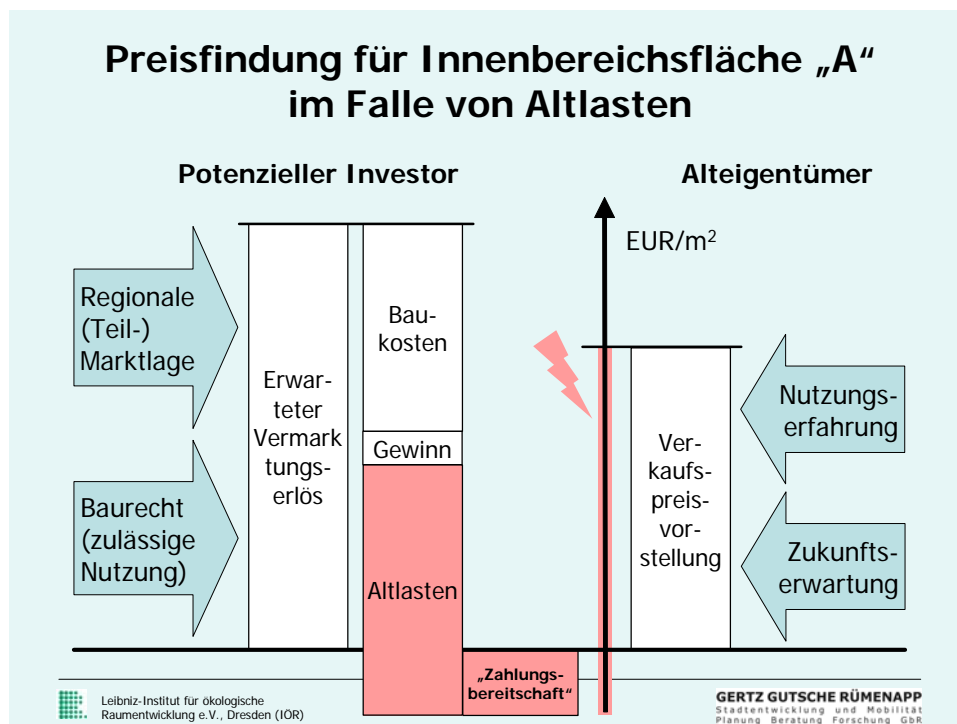 Preisfindung für Innenbereichsfläche „A“
im Falle von Altlasten
Potenzieller Investor
Alteigentümer
EUR/m²
Regionale
(Teil-)
Marktlage
Baurecht
(zulässige
Nutzung)
Erwar-
teter
Vermark
tungs-
erlös
Bau-
kosten
Gewinn
Altlasten
„Zahlungs-
bereitschaft“
Ver-
kaufs-
preis-
vor-
stellung
Nutzungs-
erfahrung
Zukunfts-
erwartung
Leibniz-Institut für ökologische
Raumentwicklung e.V., Dresden (IÖR)
GERTZ GUTSCHE RÜMENAPP
Stadtentwicklung und Mobilität
Planung Beratung Forschung GbR